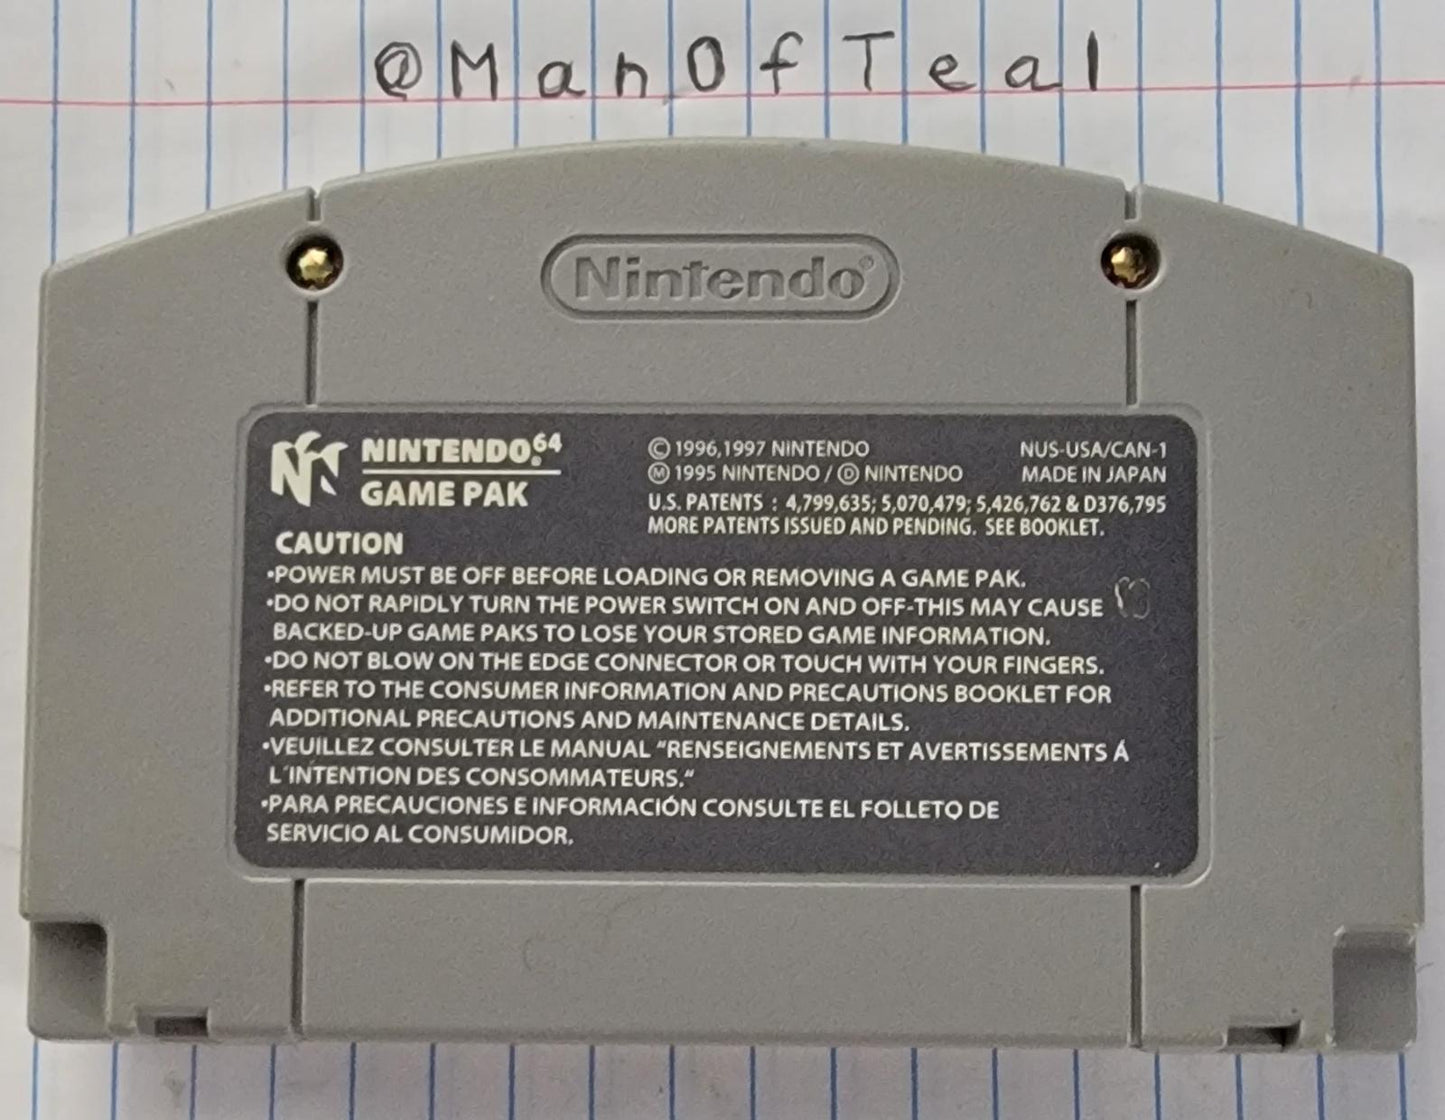 @ManOfTeal
Nintendo®
NINTENDO.64
GAME PAK
© 1996,1997 NINTENDO
Ⓜ 1995 NINTENDO / Ⓓ NINTENDO
NUS-USA/CAN-1
MADE IN JAPAN
U.S. PATENTS : 4,799,635; 5,070,479; 5,426,762 & D376,795
MORE PATENTS ISSUED AND PENDING. SEE BOOKLET.
CAUTION
•POWER MUST BE OFF BEFORE LOADING OR REMOVING A GAME PAK.
•DO NOT RAPIDLY TURN THE POWER SWITCH ON AND OFF-THIS MAY CAUSE
BACKED-UP GAME PAKS TO LOSE YOUR STORED GAME INFORMATION.
•DO NOT BLOW ON THE EDGE CONNECTOR OR TOUCH WITH YOUR FINGERS.
•REFER TO THE CONSUMER INFORMATION AND PRECAUTIONS BOOKLET FOR
ADDITIONAL PRECAUTIONS AND MAINTENANCE DETAILS.
•VEUILLEZ CONSULTER LE MANUAL "RENSEIGNEMENTS ET AVERTISSEMENTS Á
L'INTENTION DES CONSOMMATEURS."
•PARA PRECAUCIONES E INFORMACIÓN CONSULTE EL FOLLETO DE
SERVICIO AL CONSUMIDOR.